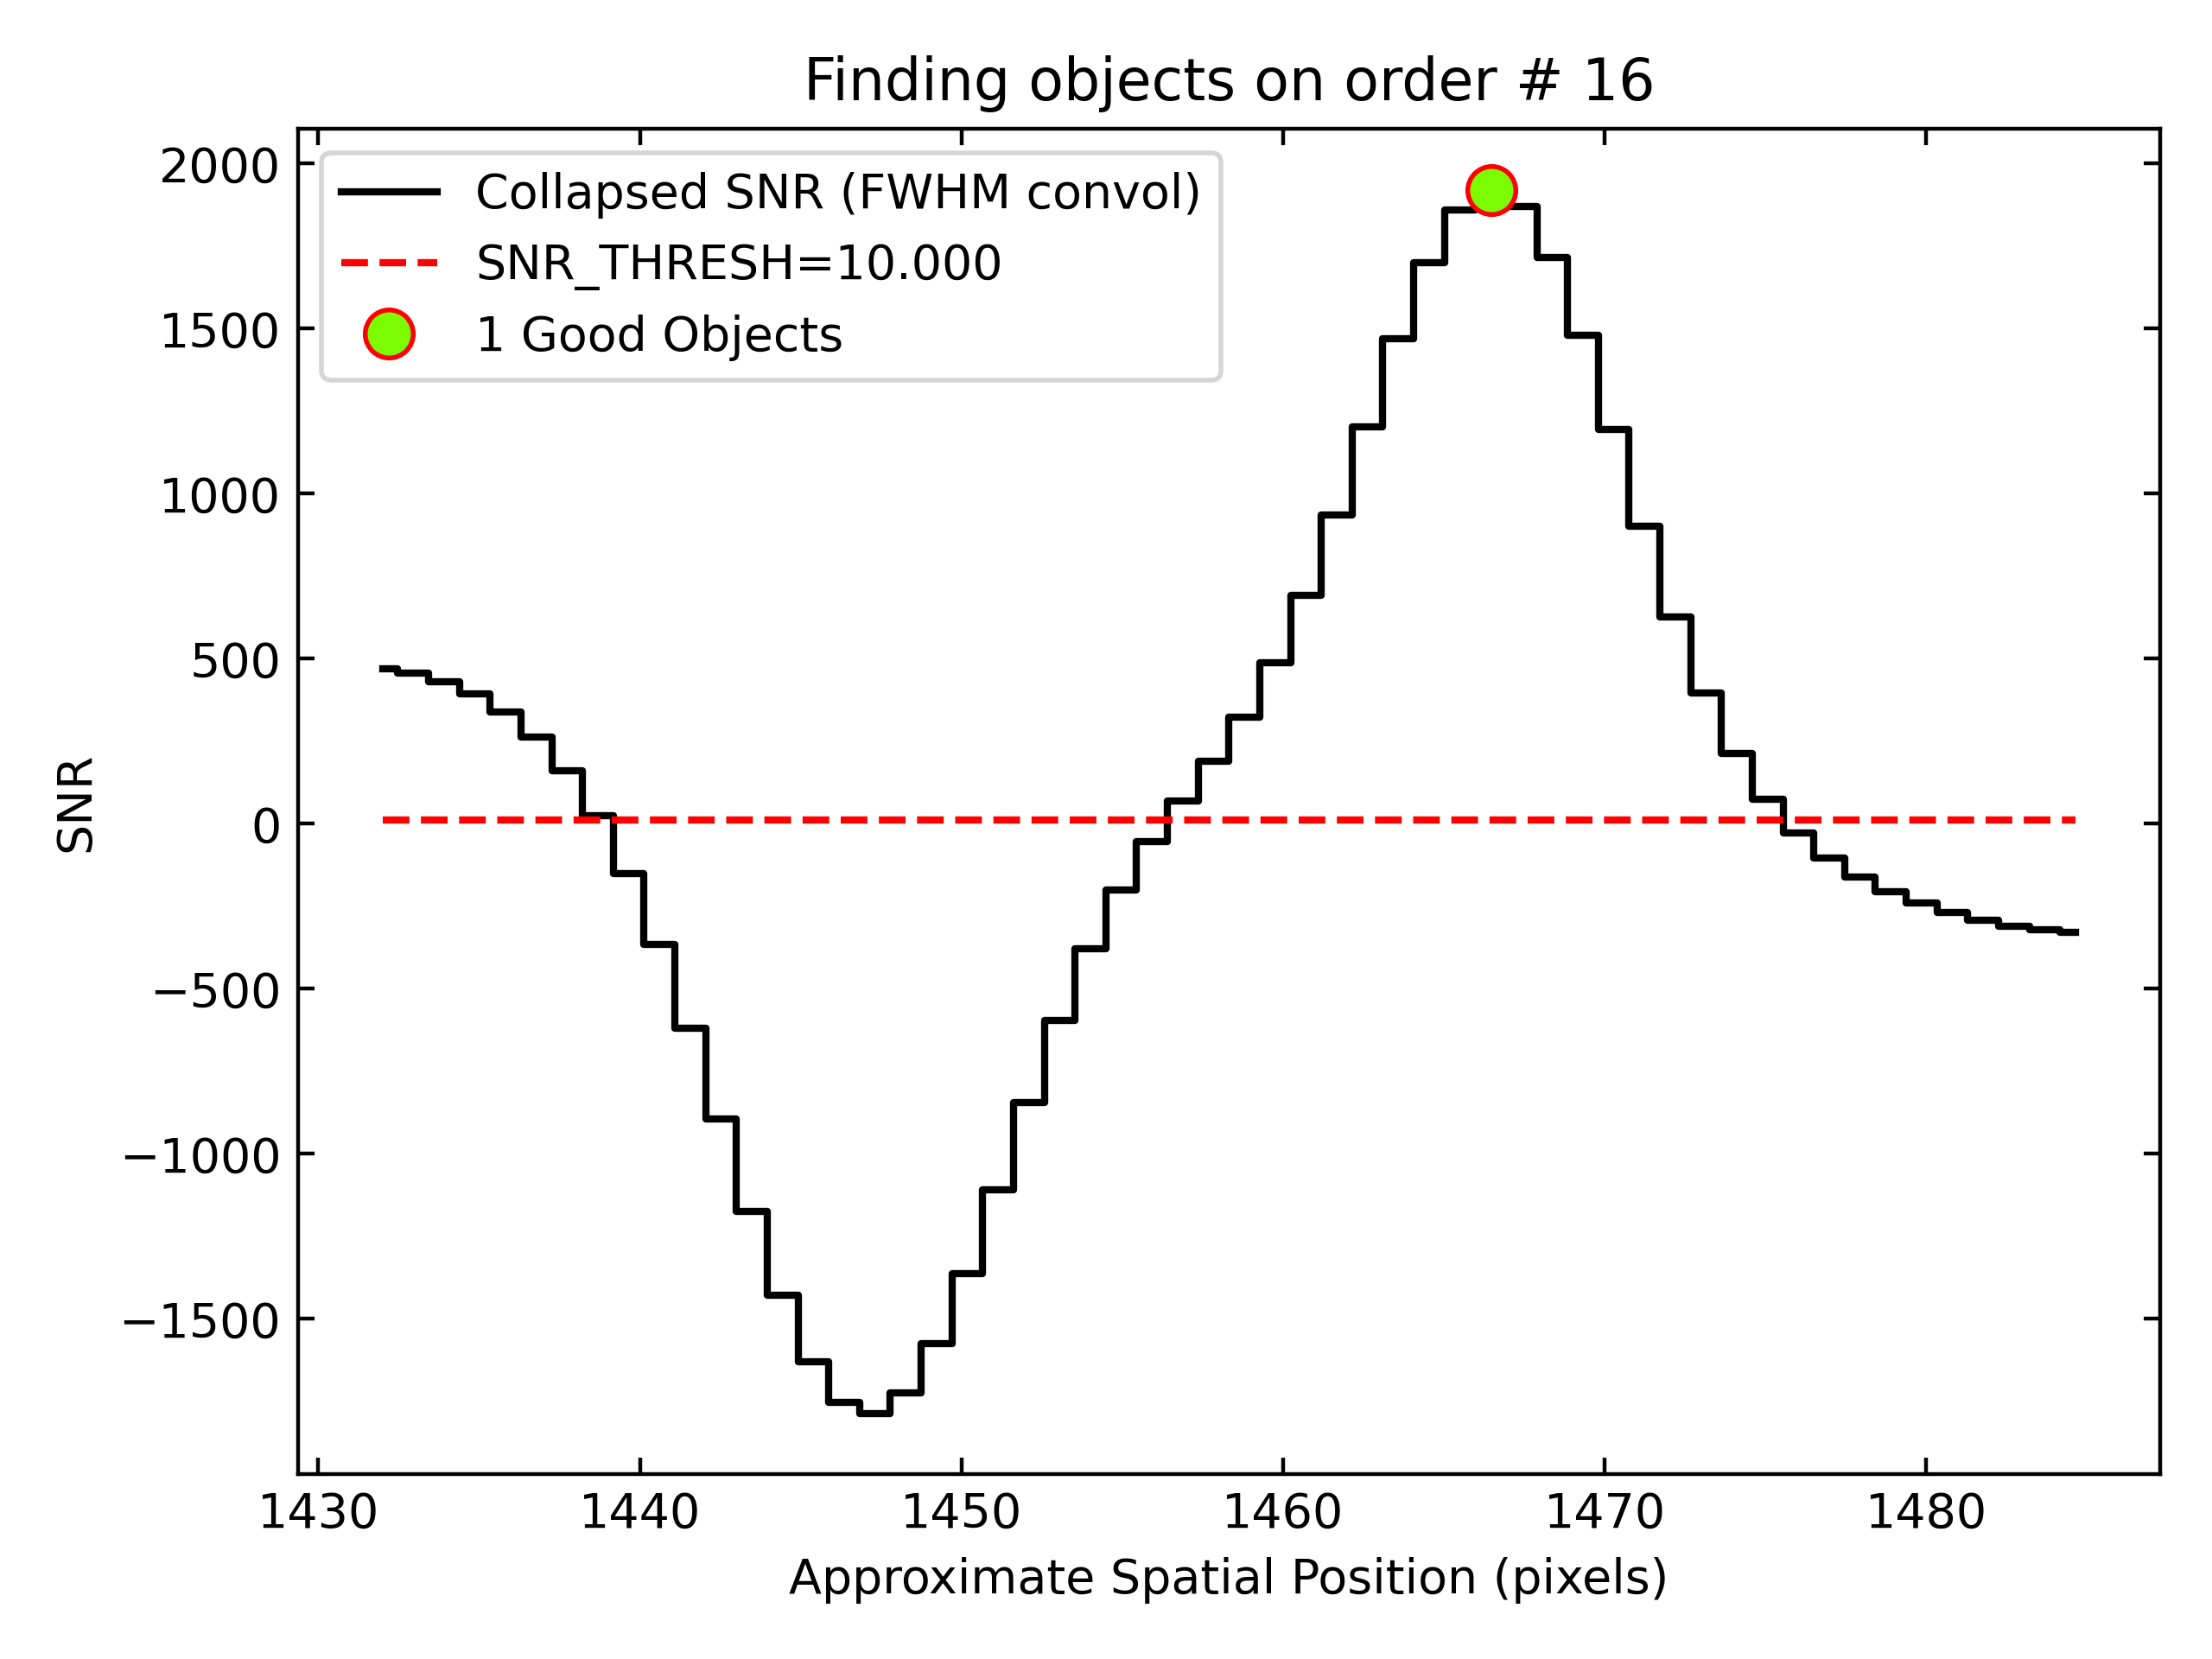 Finding objects on order # 16
Collapsed SNR (FWHM convol)
SNR_THRESH=10.000
1 Good Objects
2000
1500
1000
500
0
−500
−1000
−1500
SNR
1430 1440 1450 1460 1470 1480
Approximate Spatial Position (pixels)